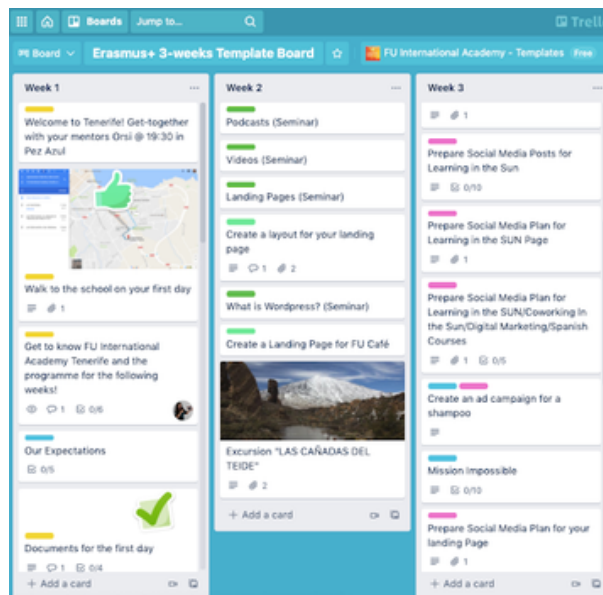 Boards
Jump to...
Trell
Board
Erasmus+ 3-weeks Template Board
FU International Academy - Templates
Free
Week 1
Welcome to Tenerife! Get-together
with your mentors Orsi @ 19:30 in
Pez Azul
Walk to the school on your first day
1
Get to know FU International
Academy Tenerife and the
programme for the following
weeks!
1
0/6
Our Expectations
0/5
Documents for the first day
1
0/4
+ Add a card
Week 2
Podcasts (Seminar)
Videos (Seminar)
Landing Pages (Seminar)
Create a layout for your landing
page
1
2
What is Wordpress? (Seminar)
Create a Landing Page for FU Café
Excursion "LAS CAÑADAS DEL
TEIDE"
2
+ Add a card
Week 3
1
Prepare Social Media Posts for
Learning in the Sun
0/10
Prepare Social Media Plan for
Learning in the SUN Page
1
Prepare Social Media Plan for
Learning in the SUN/Coworking In
the Sun/Digital Marketing/Spanish
Courses
1
0/5
Create an ad campaign for a
shampoo
Mission Impossible
0/10
Prepare Social Media Plan for your
landing Page
1
+ Add a card